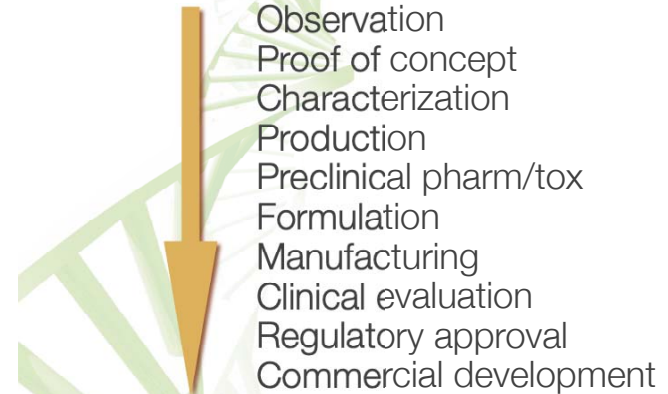 Observation
Proof of concept
Characterization
Production
Preclinical pharm/tox
Formulation
Manufacturing
Clinical evaluation
Regulatory approval
Commercial development